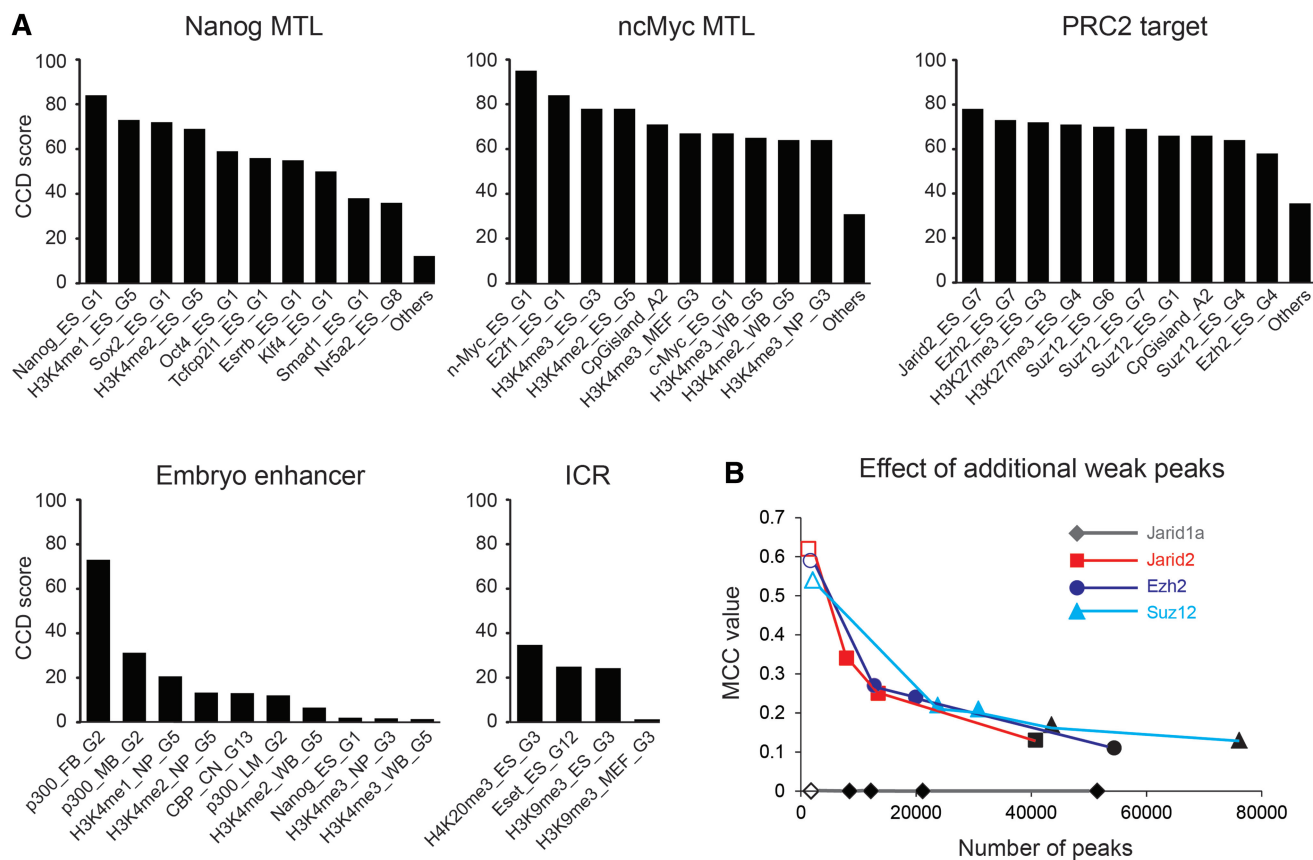 A
Nanog MTL
CCD score
100
80
60
40
20
0
Nanog_ES_G1
H3K4me1_ES_G5
Sox2_ES_G1
H3K4me2_ES_G5
Oct4_ES_G1
Tcfcp2l1_ES_G1
Esrrb_ES_G1
Klf4_ES_G1
Smad1_ES_G1
Nr5a2_ES_G8
Others
ncMyc MTL
100
80
60
40
20
0
n-Myc_ES_G1
E2f1_ES_G1
H3K4me3_ES_G3
H3K4me2_ES_G5
CpGisland_A2
H3K4me3_MEF_G3
c-Myc_ES_G1
H3K4me3_WB_G5
H3K4me2_WB_G5
H3K4me3_NP_G3
Others
PRC2 target
100
80
60
40
20
0
Jarid2_ES_G7
Ezh2_ES_G7
H3K27me3_ES_G3
H3K27me3_ES_G4
Suz12_ES_G6
Suz12_ES_G7
Suz12_ES_G1
CpGisland_A2
Suz12_ES_G4
Ezh2_ES_G4
Others
Embryo enhancer
CCD score
100
80
60
40
20
0
p300_FB_G2
p300_MB_G2
H3K4me1_NP_G5
H3K4me2_NP_G5
CBP_CN_G13
p300_LM_G2
H3K4me2_WB_G5
Nanog_ES_G1
H3K4me3_NP_G3
H3K4me3_WB_G5
ICR
100
80
60
40
20
0
H4K20me3_ES_G3
Eset_ES_G12
H3K9me3_ES_G3
H3K9me3_MEF_G3
B
Effect of additional weak peaks
MCC value
0.7
0.6
0.5
0.4
0.3
0.2
0.1
0
Jarid1a
Jarid2
Ezh2
Suz12
0
20000
40000
60000
80000
Number of peaks